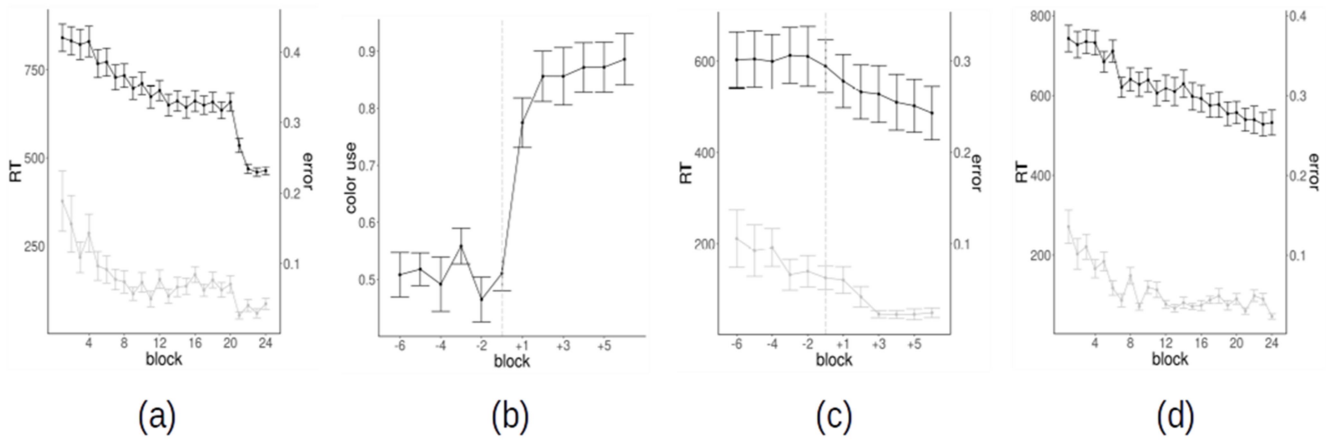 750
500
250
RT
0.4
0.3
0.2
0.1
error
4 8 12 16 20 24
block
(a)
0.9
0.8
0.7
0.6
0.5
color use
-6 -4 -2 +1 +3 +5
block
(b)
600
400
200
RT
0.3
0.2
0.1
error
-6 -4 -2 +1 +3 +5
block
(c)
800
600
400
200
RT
0.4
0.3
0.2
0.1
error
4 8 12 16 20 24
block
(d)